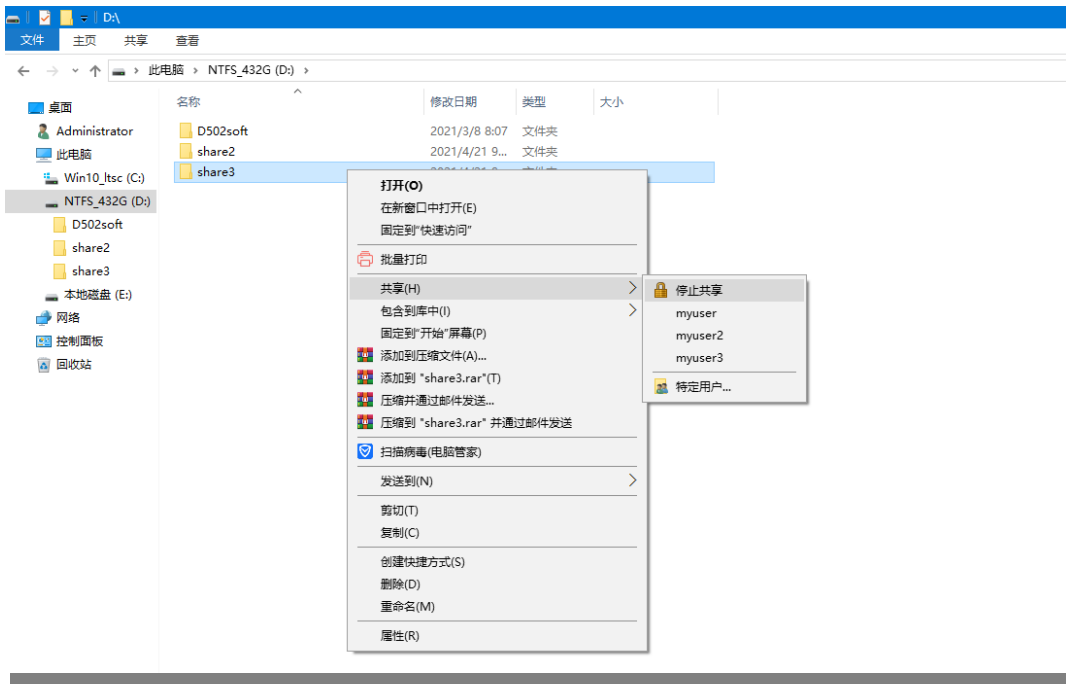 D:\
文件 主页 共享 查看
此电脑 › NTFS_432G (D:) ›
桌面
Administrator
此电脑
Win10_ltsc (C:)
NTFS_432G (D:)
D502soft
share2
share3
本地磁盘 (E:)
网络
控制面板
回收站
名称 修改日期 类型 大小
D502soft 2021/3/8 8:07 文件夹
share2 2021/4/21 9... 文件夹
share3
打开(O)
在新窗口中打开(E)
固定到"快速访问"
批量打印
共享(H)
包含到库中(I)
固定到"开始"屏幕(P)
添加到压缩文件(A)...
添加到 "share3.rar"(T)
压缩并通过邮件发送...
压缩到 "share3.rar" 并通过邮件发送
扫描病毒(电脑管家)
发送到(N)
剪切(T)
复制(C)
创建快捷方式(S)
删除(D)
重命名(M)
属性(R)
停止共享
myuser
myuser2
myuser3
特定用户...